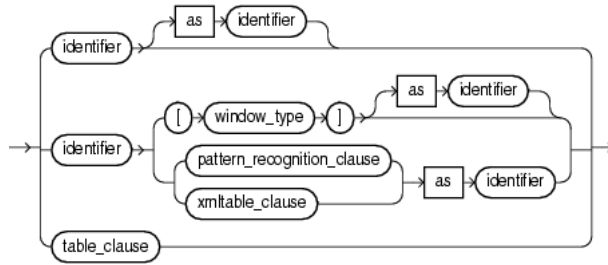 as identifier
identifier
as identifier
[ window_type ]
identifier pattern_recognition_clause
as identifier
xmltable_clause
table_clause